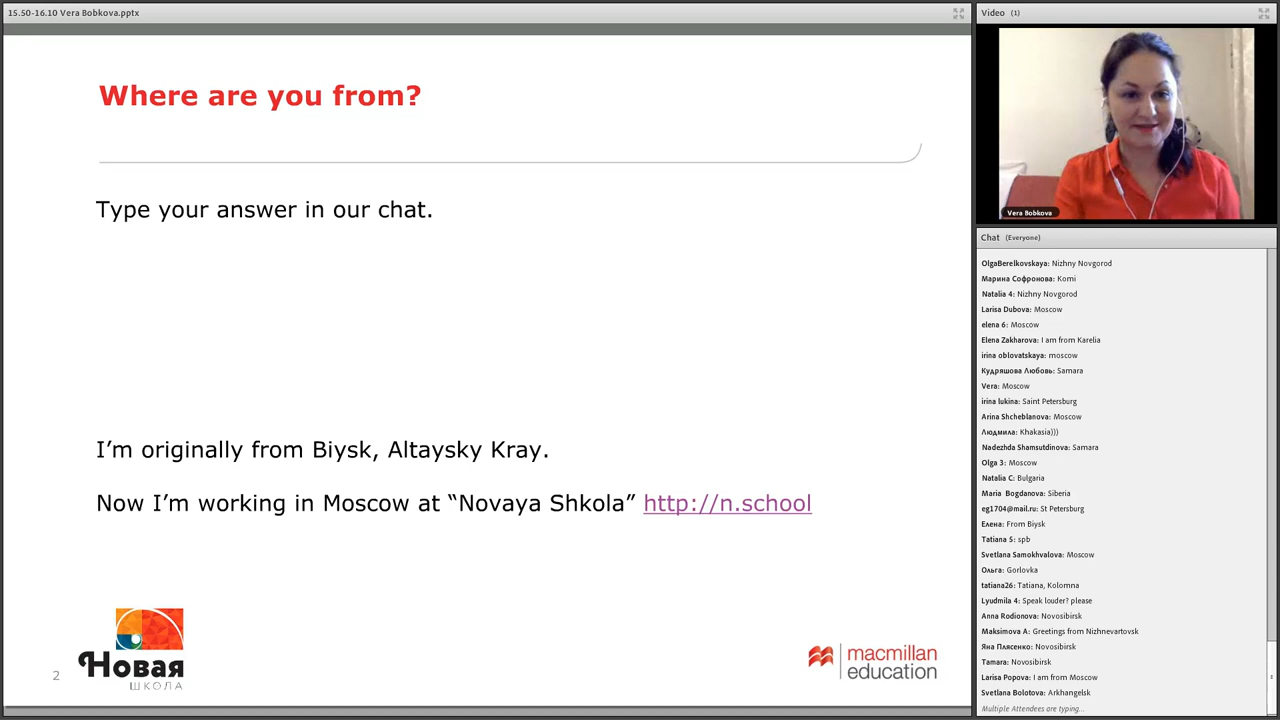 15.50-16.10 Vera Bobkova.pptx
Where are you from?
Type your answer in our chat.
I'm originally from Biysk, Altaysky Kray.
Now I'm working in Moscow at “Novaya Shkola” http://n.school
2
Новая
ШКОЛА
macmillan
education
Video (1)
Vera Bobkova
Chat (Everyone)
OlgaBerelkovskaya: Nizhny Novgorod
Марина Софронова: Komi
Natalia 4: Nizhny Novgorod
Larisa Dubova: Moscow
elena 6: Moscow
Elena Zakharova: I am from Karelia
irina oblovatskaya: moscow
Кудряшова Любовь: Samara
Vera: Moscow
irina lukina: Saint Petersburg
Arina Shcheblanova: Moscow
Людмила: Khakasia)))
Nadezhda Shamsutdinova: Samara
Olga 3: Moscow
Natalia C: Bulgaria
Maria Bogdanova: Siberia
eg1704@mail.ru: St Petersburg
Елена: From Biysk
Tatiana 5: spb
Svetlana Samokhvalova: Moscow
Ольга: Gorlovka
tatiana26: Tatiana, Kolomna
Lyudmila 4: Speak louder? please
Anna Rodionova: Novosibirsk
Maksimova A: Greetings from Nizhnevartovsk
Яна Плясенко: Novosibirsk
Tamara: Novosibirsk
Larisa Popova: I am from Moscow
Svetlana Bolotova: Arkhangelsk
Multiple Attendees are typing...